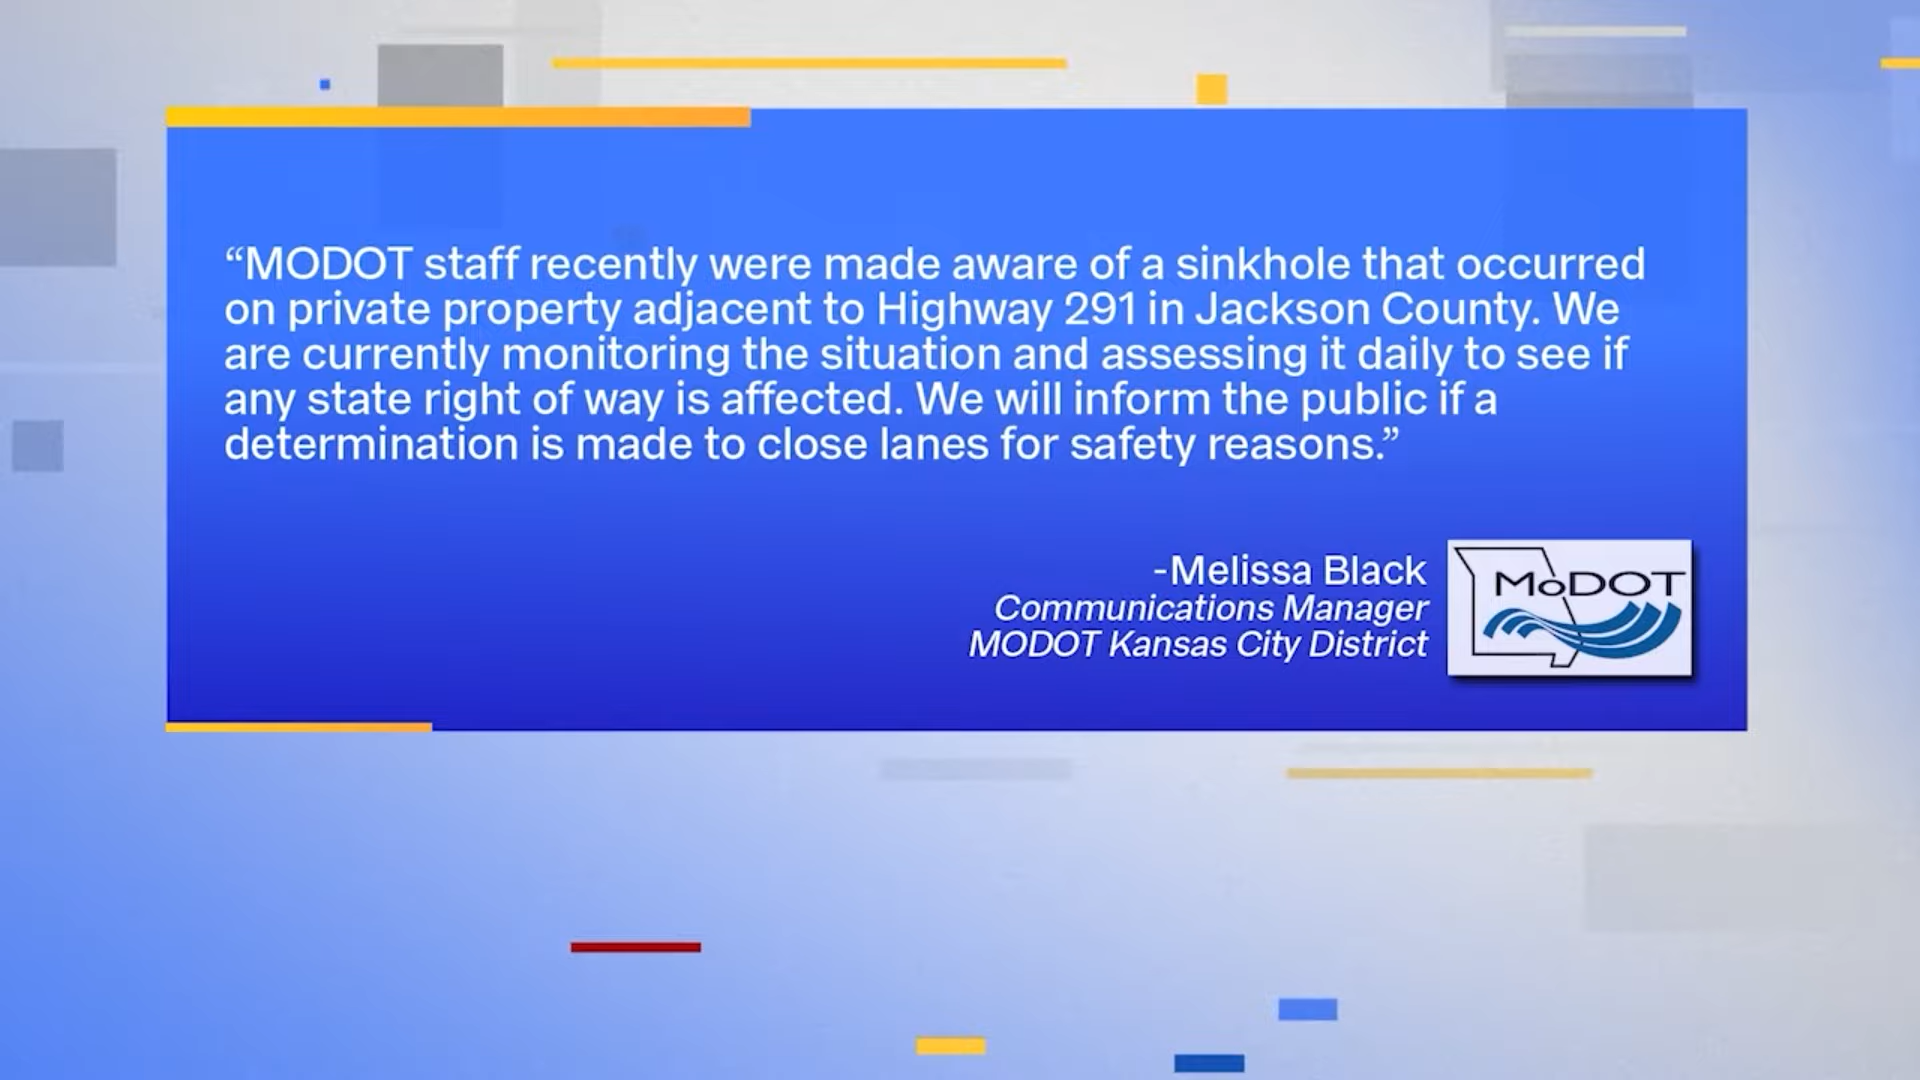 “MODOT staff recently were made aware of a sinkhole that occurred
on private property adjacent to Highway 291 in Jackson County. We
are currently monitoring the situation and assessing it daily to see if
any state right of way is affected. We will inform the public if a
determination is made to close lanes for safety reasons.”
-Melissa Black
Communications Manager
MODOT Kansas City District
MoDOT